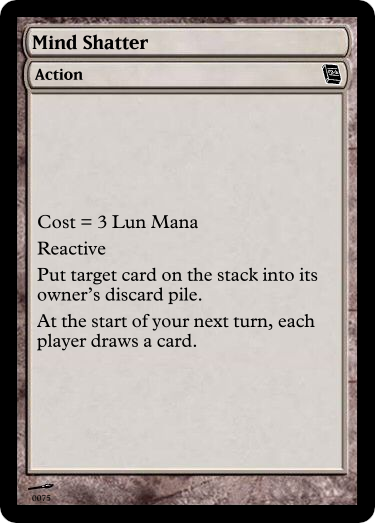 Mind Shatter
Action
Cost = 3 Lun Mana
Reactive
Put target card on the stack into its
owner's discard pile.
At the start of your next turn, each
player draws a card.
0075